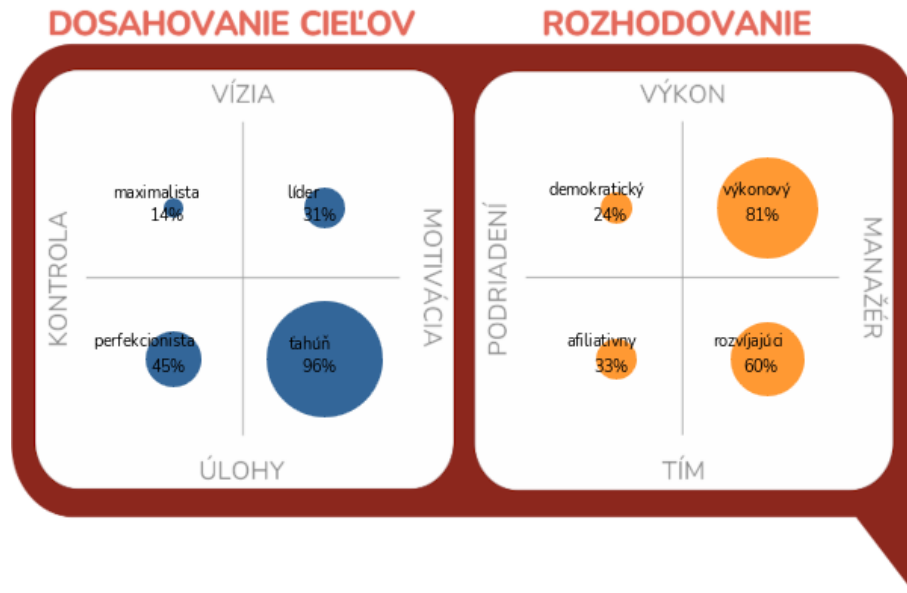 DOSAHOVANIE CIEĽOV
VÍZIA
maximalista
14%
líder
31%
KONTROLA
MOTIVÁCIA
perfekcionista
45%
ťahúň
96%
ÚLOHY
ROZHODOVANIE
VÝKON
demokratický
24%
výkonový
81%
PODRIADENÍ
MANAŽÉR
afiliativny
33%
rozvíjajúci
60%
TÍM